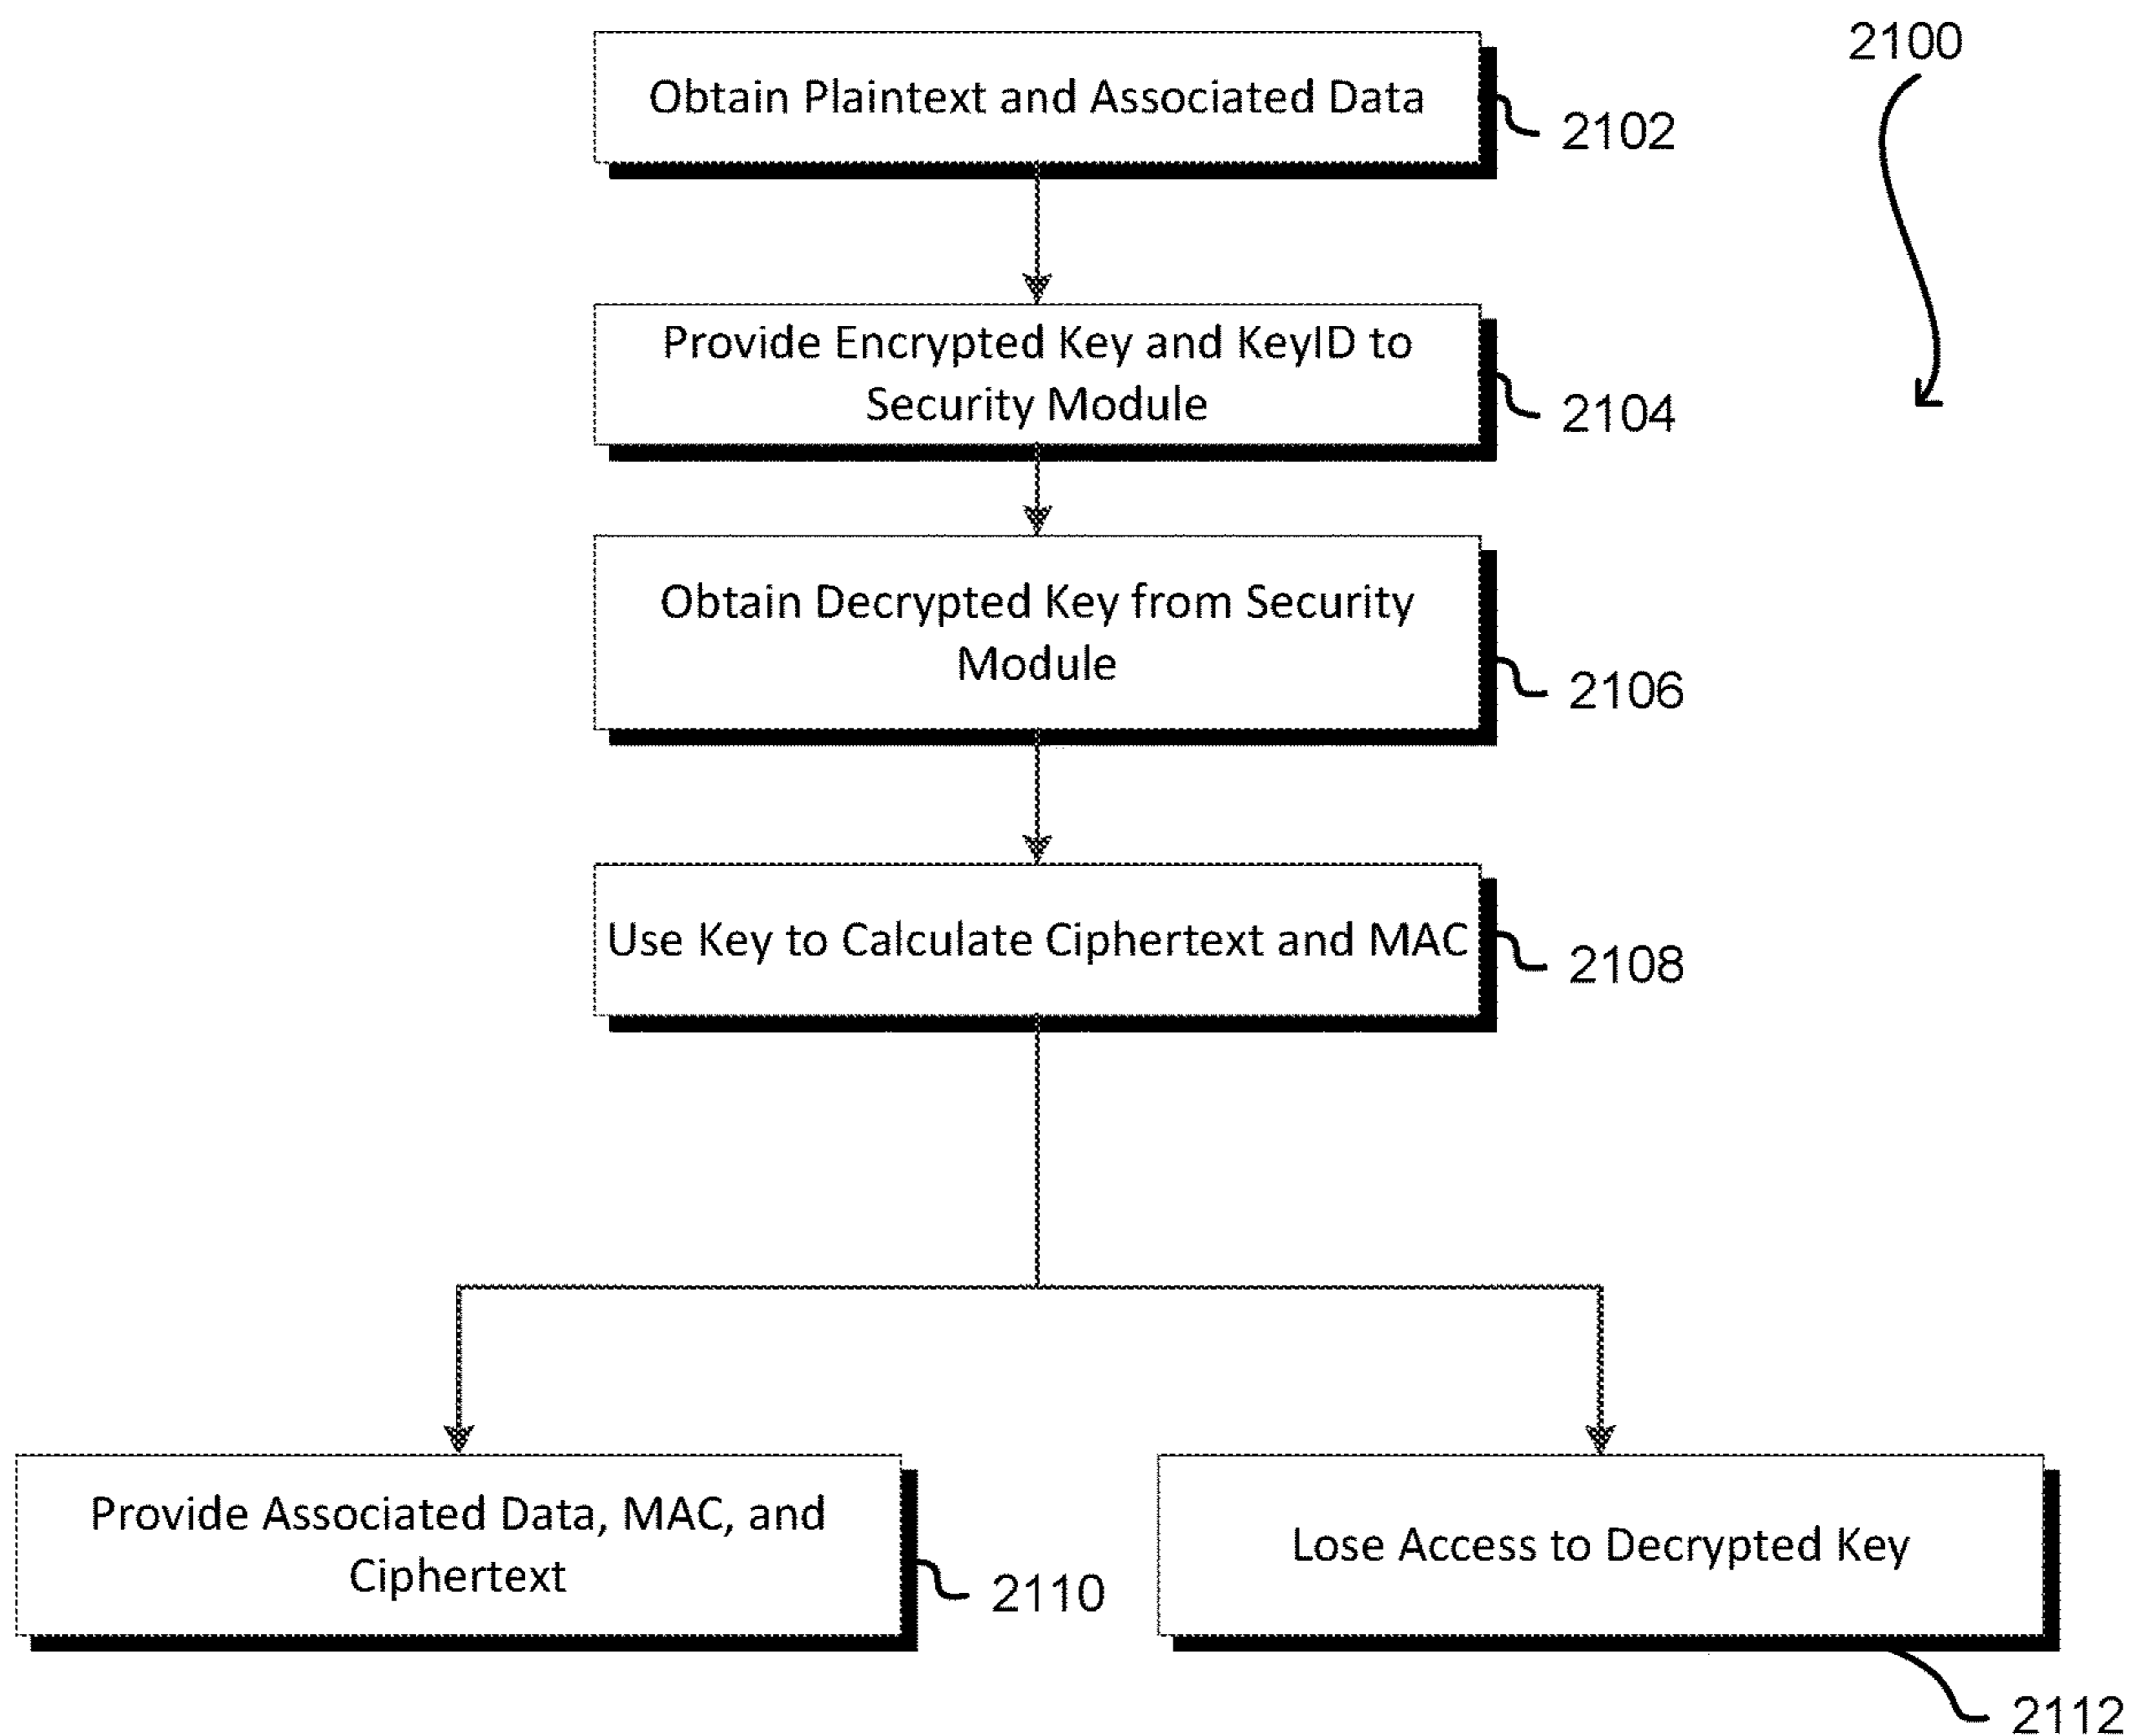 2100
Obtain Plaintext and Associated Data
2102
Provide Encrypted Key and KeyID to
Security Module
2104
Obtain Decrypted Key from Security
Module
2106
Use Key to Calculate Ciphertext and MAC
2108
Provide Associated Data, MAC, and
Ciphertext
2110
Lose Access to Decrypted Key
2112